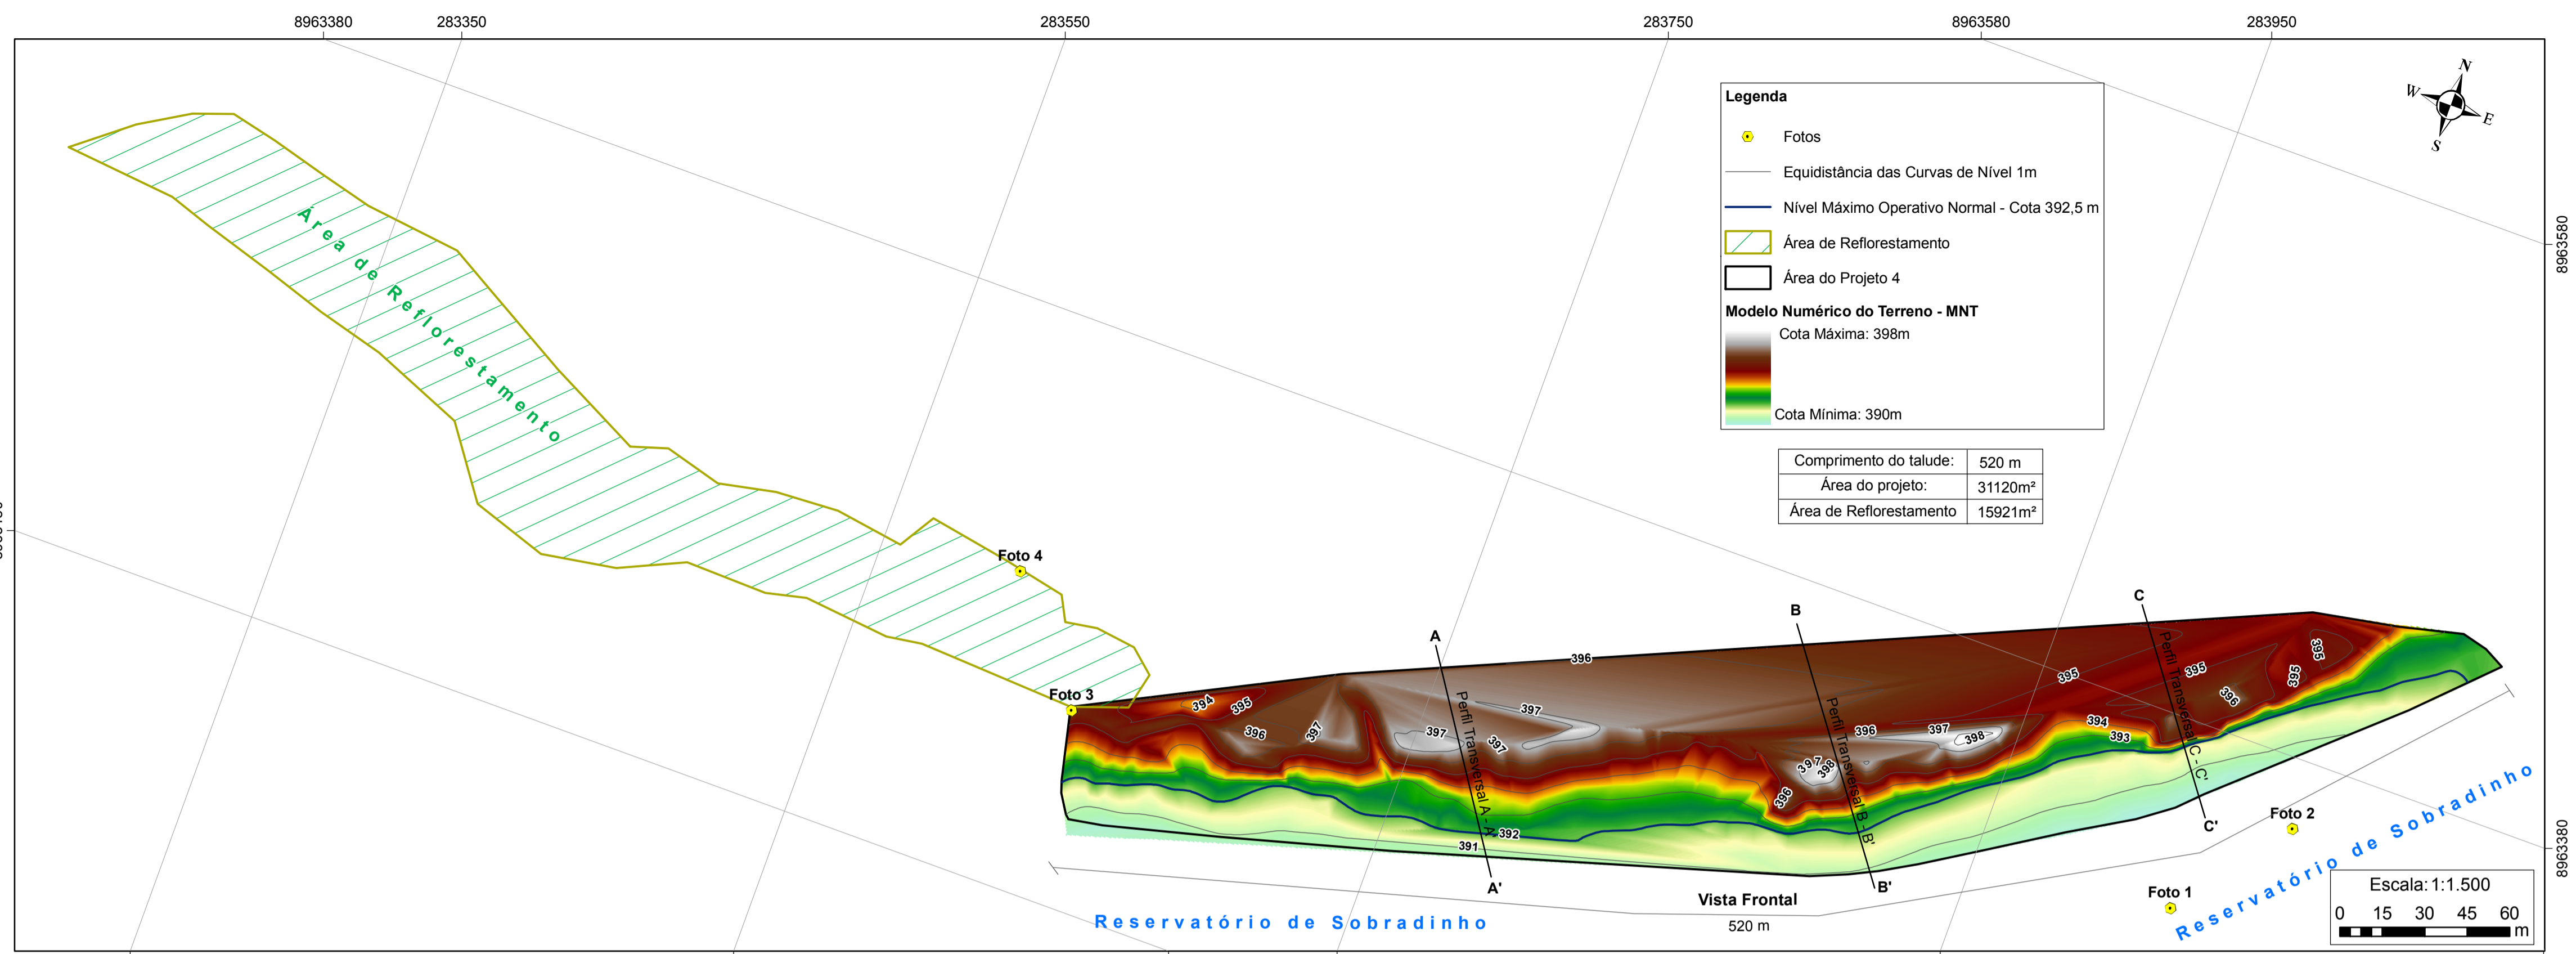 8963380
283350
283550
283750
8963580
283950
N
W
E
S
Legenda
Fotos
Equidistância das Curvas de Nível 1m
Nível Máximo Operativo Normal - Cota 392,5 m
Área de Reflorestamento
Área do Projeto 4
Modelo Numérico do Terreno - MNT
Cota Máxima: 398m
Cota Mínima: 390m
8963580
Comprimento do talude: 520 m
Área do projeto: 31120m²
Área de Reflorestamento 15921m²
Área de Reflorestamento
Foto 4
Foto 3
A
B
C
396
394
395
396
397
397
397
397
396
397
398
397
398
396
395
395
394
393
396
395
395
392
391
Perfil Transversal A - A'
Perfil Transversal B - B'
Perfil Transversal C - C'
A'
B'
C'
Foto 2
Foto 1
Vista Frontal
520 m
Reservatório de Sobradinho
Reservatório de Sobradinho
8963380
Escala: 1:1.500
0 15 30 45 60
m